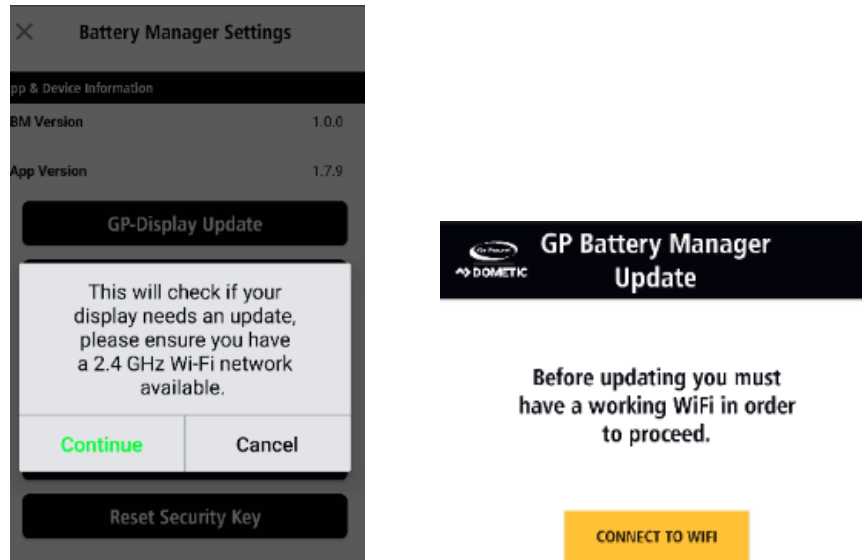 Battery Manager Settings
pp & Device Information
BM Version 1.0.0
App Version 1.7.9
GP-Display Update
This will check if your
display needs an update,
please ensure you have
a 2.4 GHz Wi-Fi network
available.
Continue Cancel
Reset Security Key
DOMETIC
GP Battery Manager
Update
Before updating you must
have a working WiFi in order
to proceed.
CONNECT TO WIFI